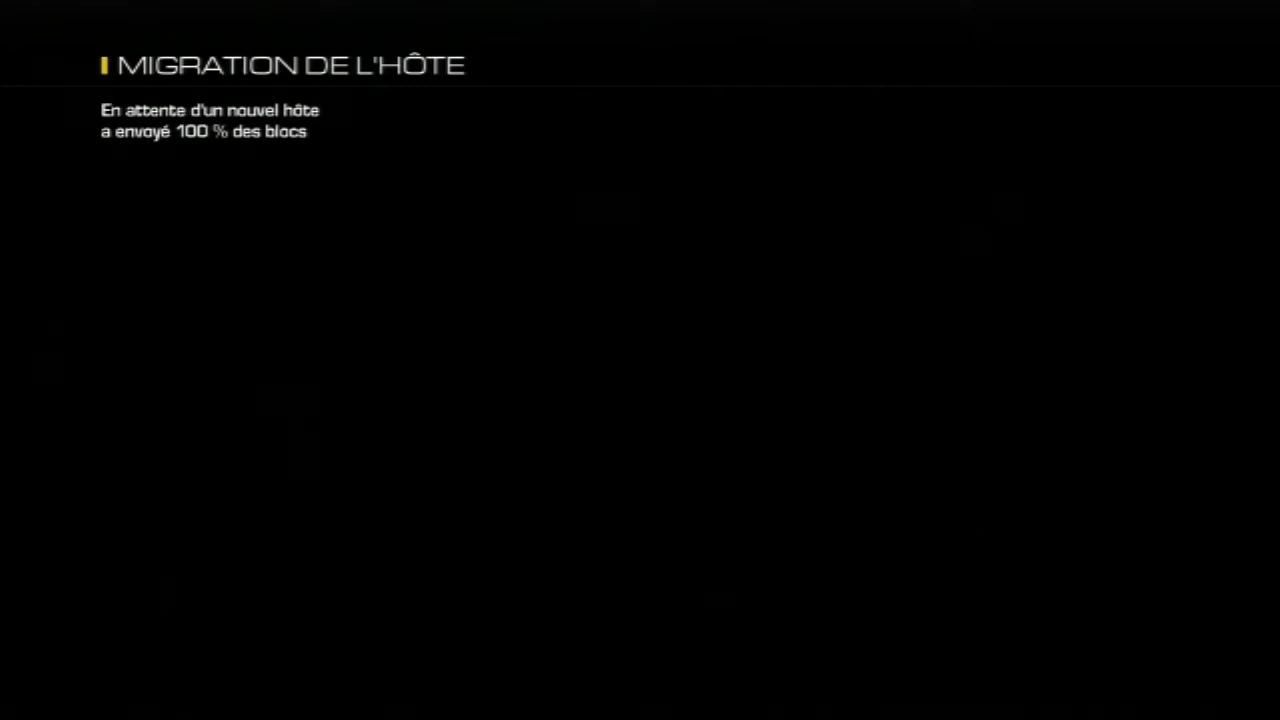 MIGRATION DE L'HÔTE
En attente d'un nouvel hôte
a envoyé 100 % des blocs